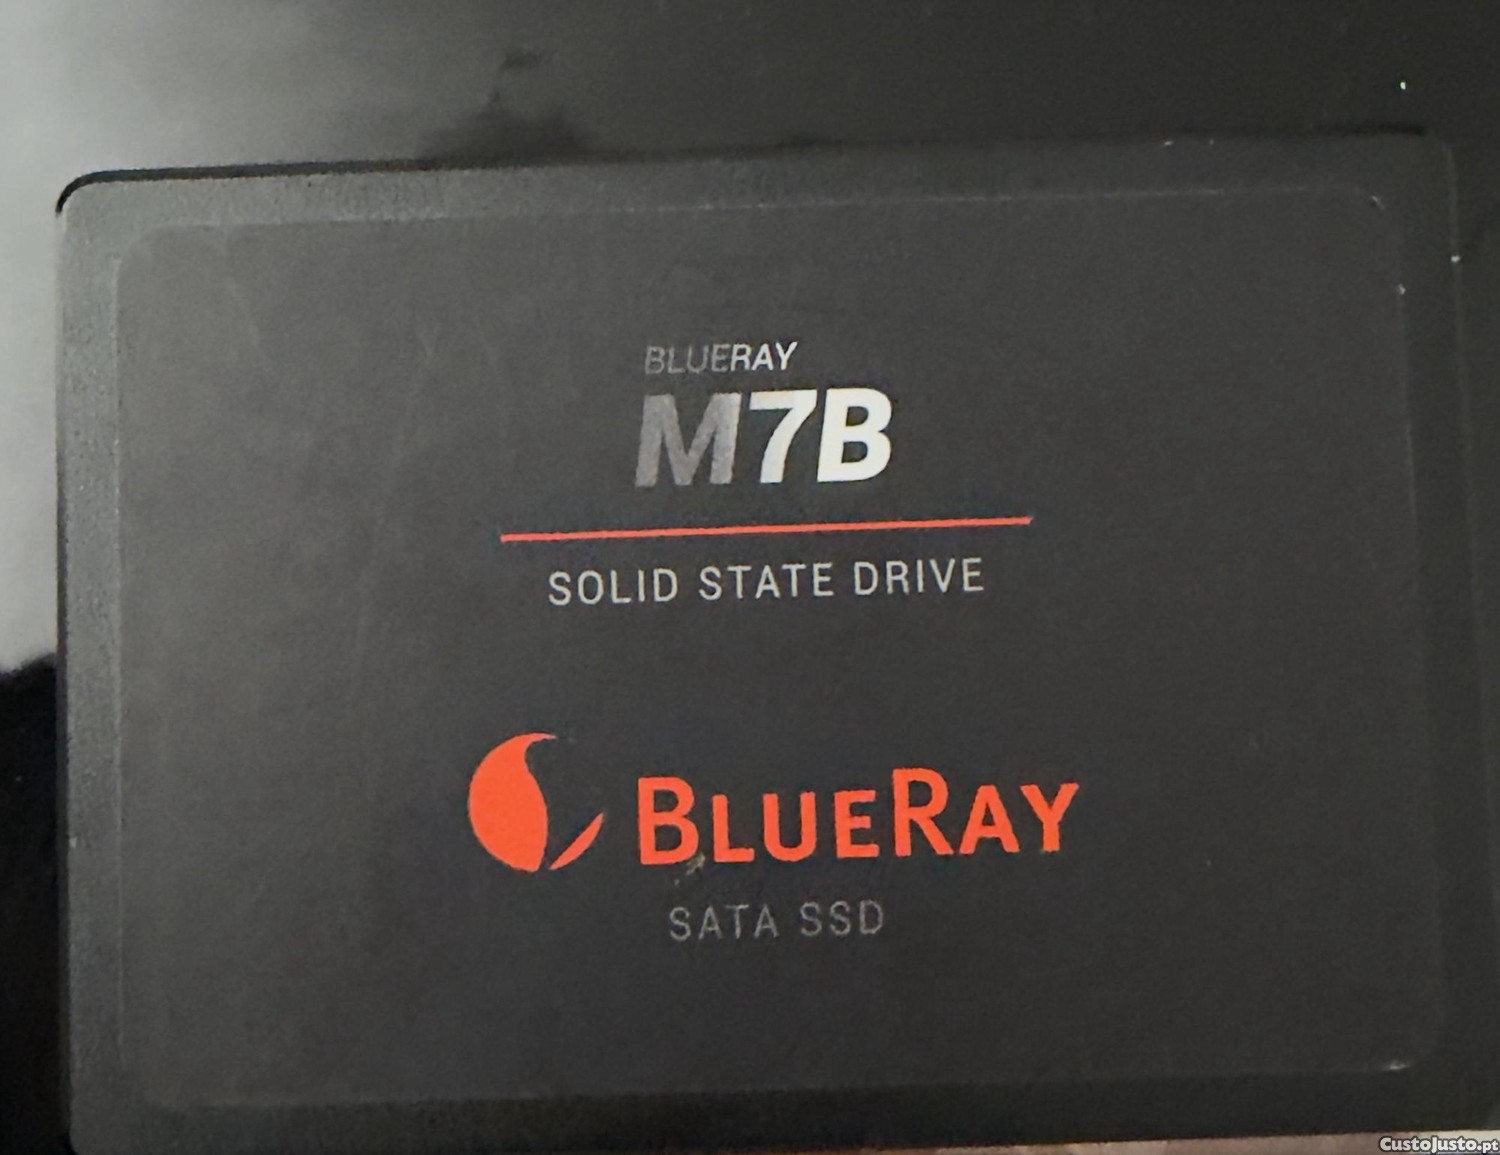 BLUERAY
M7B
SOLID STATE DRIVE
BLUERAY
SATA SSD
CustoJusto.pt